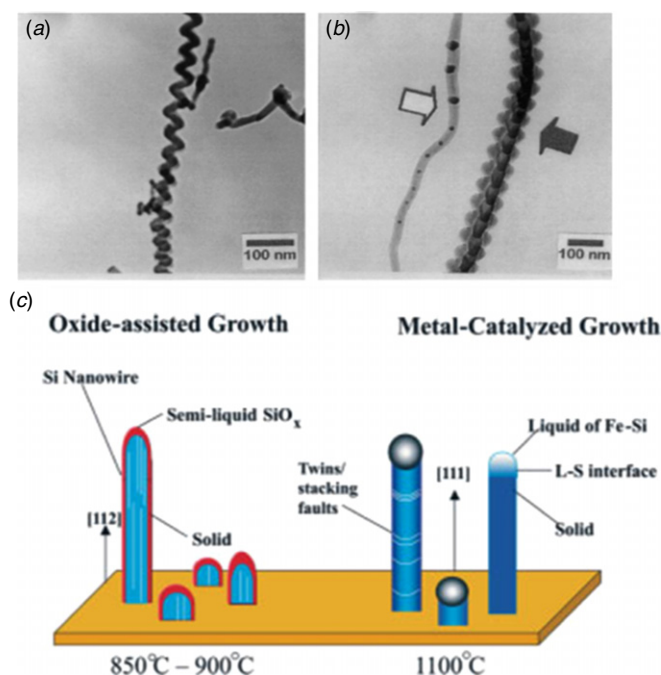 (a)
(b)
100 nm
100 nm
(c)
Oxide-assisted Growth
Metal-Catalyzed Growth
Si Nanowire
Semi-liquid SiOx
[112]
Solid
Twins/
stacking
faults
[111]
Liquid of Fe-Si
L-S interface
Solid
850℃ – 900℃
1100℃